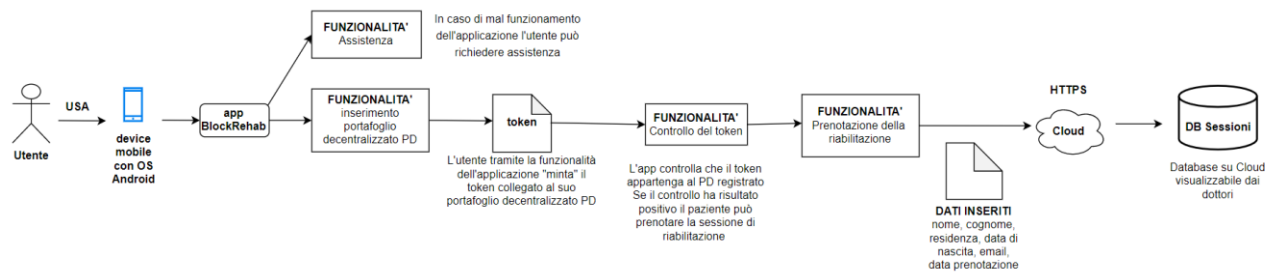 Utente
USA
device
mobile
con OS
Android
app
BlockRehab
FUNZIONALITA'
Assistenza
In caso di mal funzionamento
dell'applicazione l'utente può
richiedere assistenza
FUNZIONALITA'
inserimento
portafoglio
decentralizzato PD
token
L'utente tramite la funzionalità
dell'applicazione "minta" il
token collegato al suo
portafoglio decentralizzato PD
FUNZIONALITA'
Controllo del token
L'app controlla che il token
appartenga al PD registrato
Se il controllo ha risultato
positivo il paziente può
prenotare la sessione di
riabilitazione
FUNZIONALITA'
Prenotazione della
riabilitazione
DATI INSERITI
nome, cognome,
residenza, data di
nascita, email,
data prenotazione
HTTPS
Cloud
DB Sessioni
Database su Cloud
visualizzabile dai
dottori